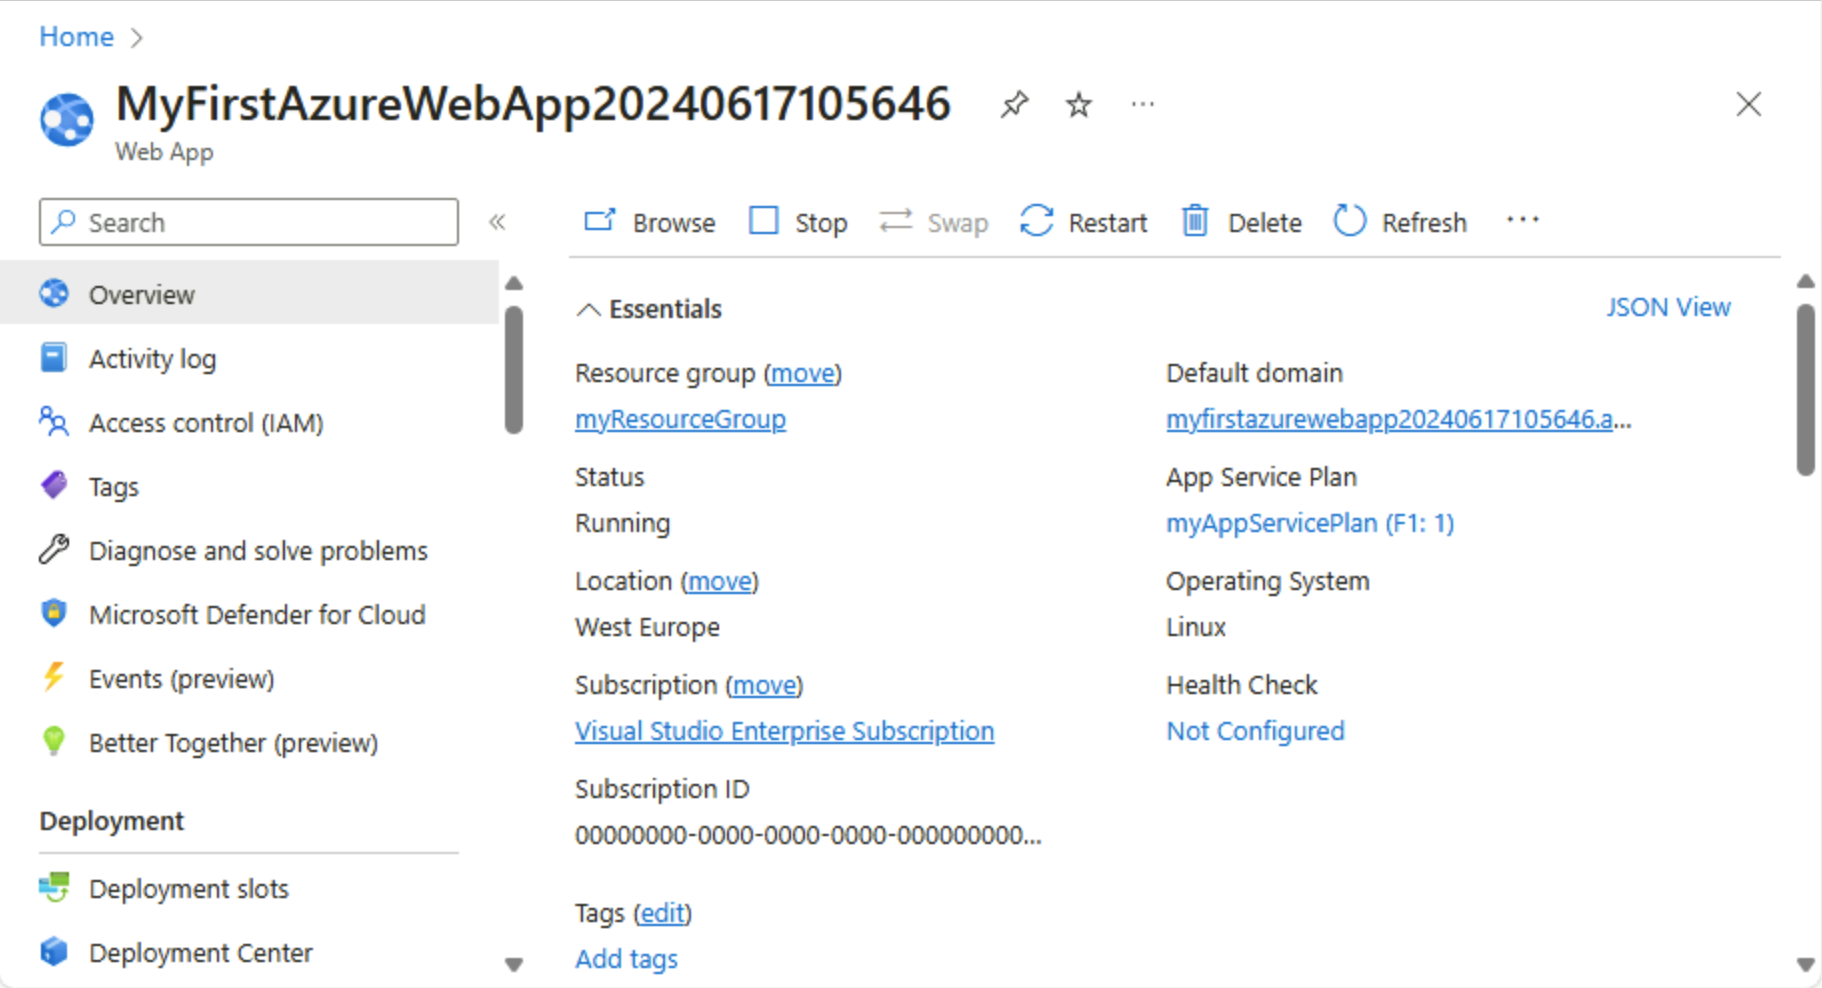 Home
MyFirstAzureWebApp20240617105646
Web App
Search
Browse Stop Swap Restart Delete Refresh
Overview
Activity log
Access control (IAM)
Tags
Diagnose and solve problems
Microsoft Defender for Cloud
Events (preview)
Better Together (preview)
Deployment
Deployment slots
Deployment Center
Essentials
JSON View
Resource group (move)
myResourceGroup
Status
Running
Location (move)
West Europe
Subscription (move)
Visual Studio Enterprise Subscription
Subscription ID
00000000-0000-0000-0000-000000000...
Tags (edit)
Add tags
Default domain
myfirstazurewebapp20240617105646.a...
App Service Plan
myAppServicePlan (F1: 1)
Operating System
Linux
Health Check
Not Configured